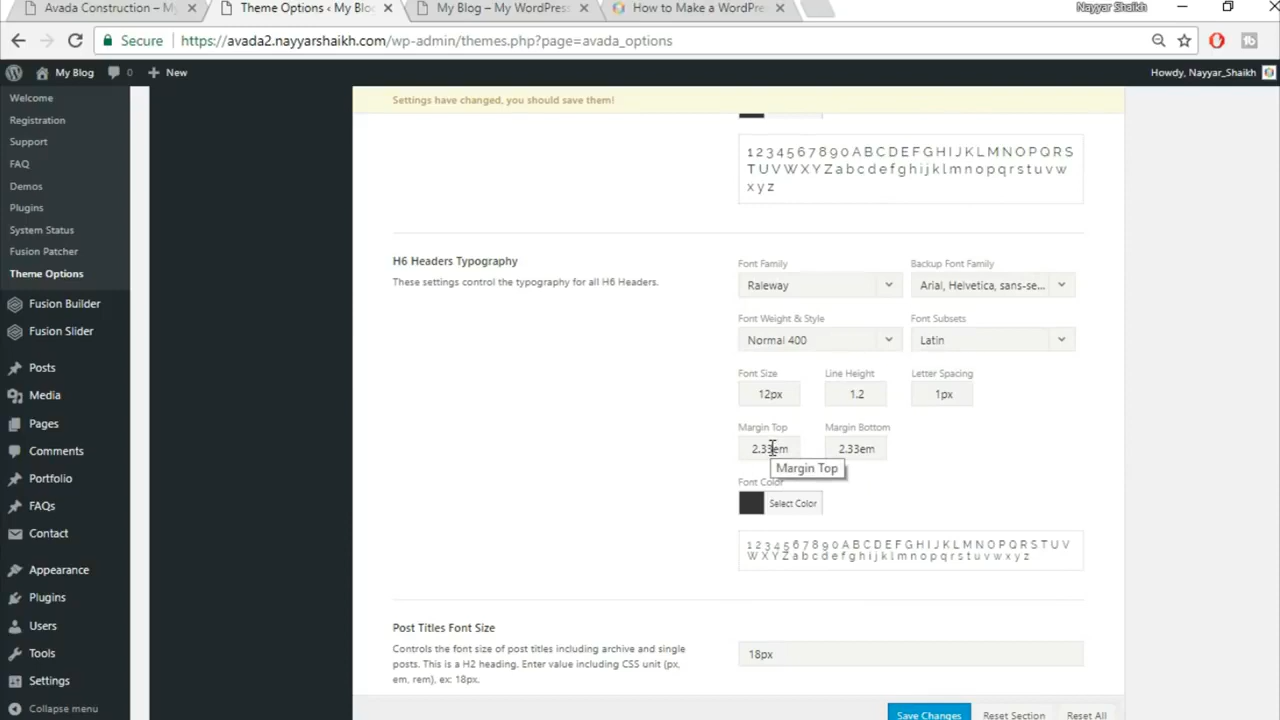 Avada Construction – My
Theme Options ‹ My Blo
My Blog – My WordPress
How to Make a WordPre
Nayyar Shaikh
Secure
https://avada2.nayyarshaikh.com/wp-admin/themes.php?page=avada_options
My Blog
0
New
Howdy, Nayyar_Shaikh
Welcome
Registration
Support
FAQ
Demos
Plugins
System Status
Fusion Patcher
Theme Options
Fusion Builder
Fusion Slider
Posts
Media
Pages
Comments
Portfolio
FAQs
Contact
Appearance
Plugins
Users
Tools
Settings
Collapse menu
Settings have changed, you should save them!
1 2 3 4 5 6 7 8 9 0 A B C D E F G H I J K L M N O P Q R S
T U V W X Y Z a b c d e f g h i j k l m n o p q r s t u v w
x y z
H6 Headers Typography
These settings control the typography for all H6 Headers.
Font Family
Backup Font Family
Raleway
Arial, Helvetica, sans-se...
Font Weight & Style
Font Subsets
Normal 400
Latin
Font Size
Line Height
Letter Spacing
12px
1.2
1px
Margin Top
Margin Bottom
2.33em
2.33em
Margin Top
Font Color
Select Color
1 2 3 4 5 6 7 8 9 0 A B C D E F G H I J K L M N O P Q R S T U V
W X Y Z a b c d e f g h i j k l m n o p q r s t u v w x y z
Post Titles Font Size
Controls the font size of post titles including archive and single
posts. This is a H2 heading. Enter value including CSS unit (px,
em, rem), ex: 18px.
18px
Save Changes
Reset Section
Reset All